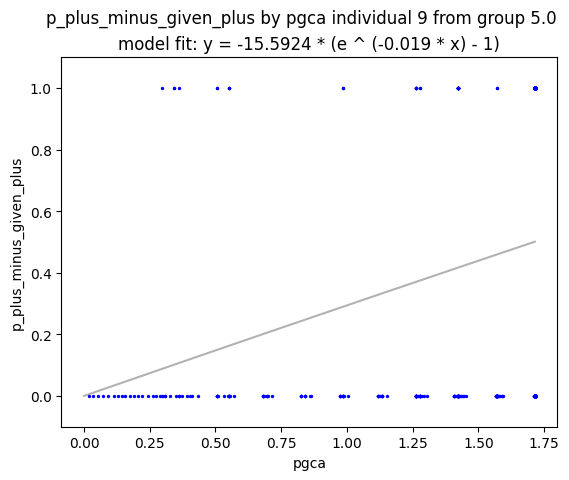 p_plus_minus_given_plus by pgca individual 9 from group 5.0
model fit: y = -15.5924 * (e ^ (-0.019 * x) - 1)
1.0
0.8
0.6
0.4
0.2
0.0
p_plus_minus_given_plus
0.00 0.25 0.50 0.75 1.00 1.25 1.50 1.75
pgca